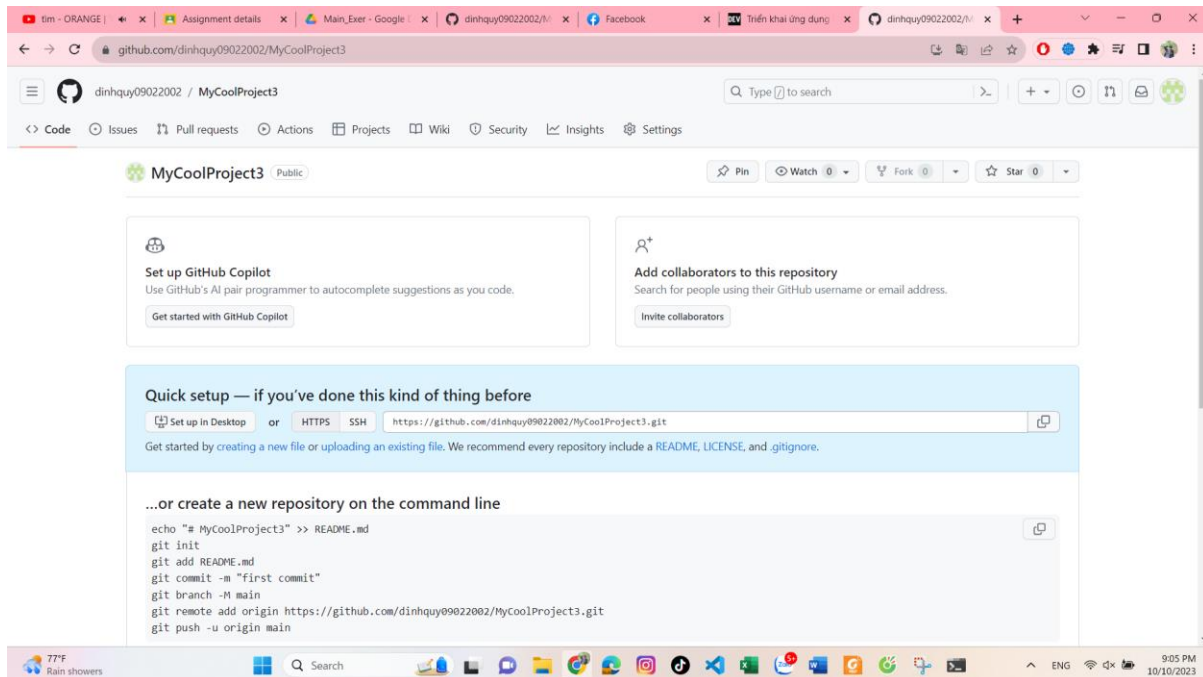 tim - ORANGE |
Assignment details
Main_Exer - Google
dinhquy09022002/M
Facebook
DEV Triển khai ứng dụng
dinhquy09022002/M
github.com/dinhquy09022002/MyCoolProject3
dinhquy09022002 / MyCoolProject3
Type / to search
<> Code Issues Pull requests Actions Projects Wiki Security Insights Settings
MyCoolProject3 Public
Pin Watch 0 Fork 0 Star 0
Set up GitHub Copilot
Use GitHub's AI pair programmer to autocomplete suggestions as you code.
Get started with GitHub Copilot
Add collaborators to this repository
Search for people using their GitHub username or email address.
Invite collaborators
Quick setup — if you've done this kind of thing before
Set up in Desktop or HTTPS SSH https://github.com/dinhquy09022002/MyCoolProject3.git
Get started by creating a new file or uploading an existing file. We recommend every repository include a README, LICENSE, and .gitignore.
...or create a new repository on the command line
echo "# MyCoolProject3" >> README.md
git init
git add README.md
git commit -m "first commit"
git branch -M main
git remote add origin https://github.com/dinhquy09022002/MyCoolProject3.git
git push -u origin main
77°F
Rain showers
Search
ENG
9:05 PM
10/10/2023